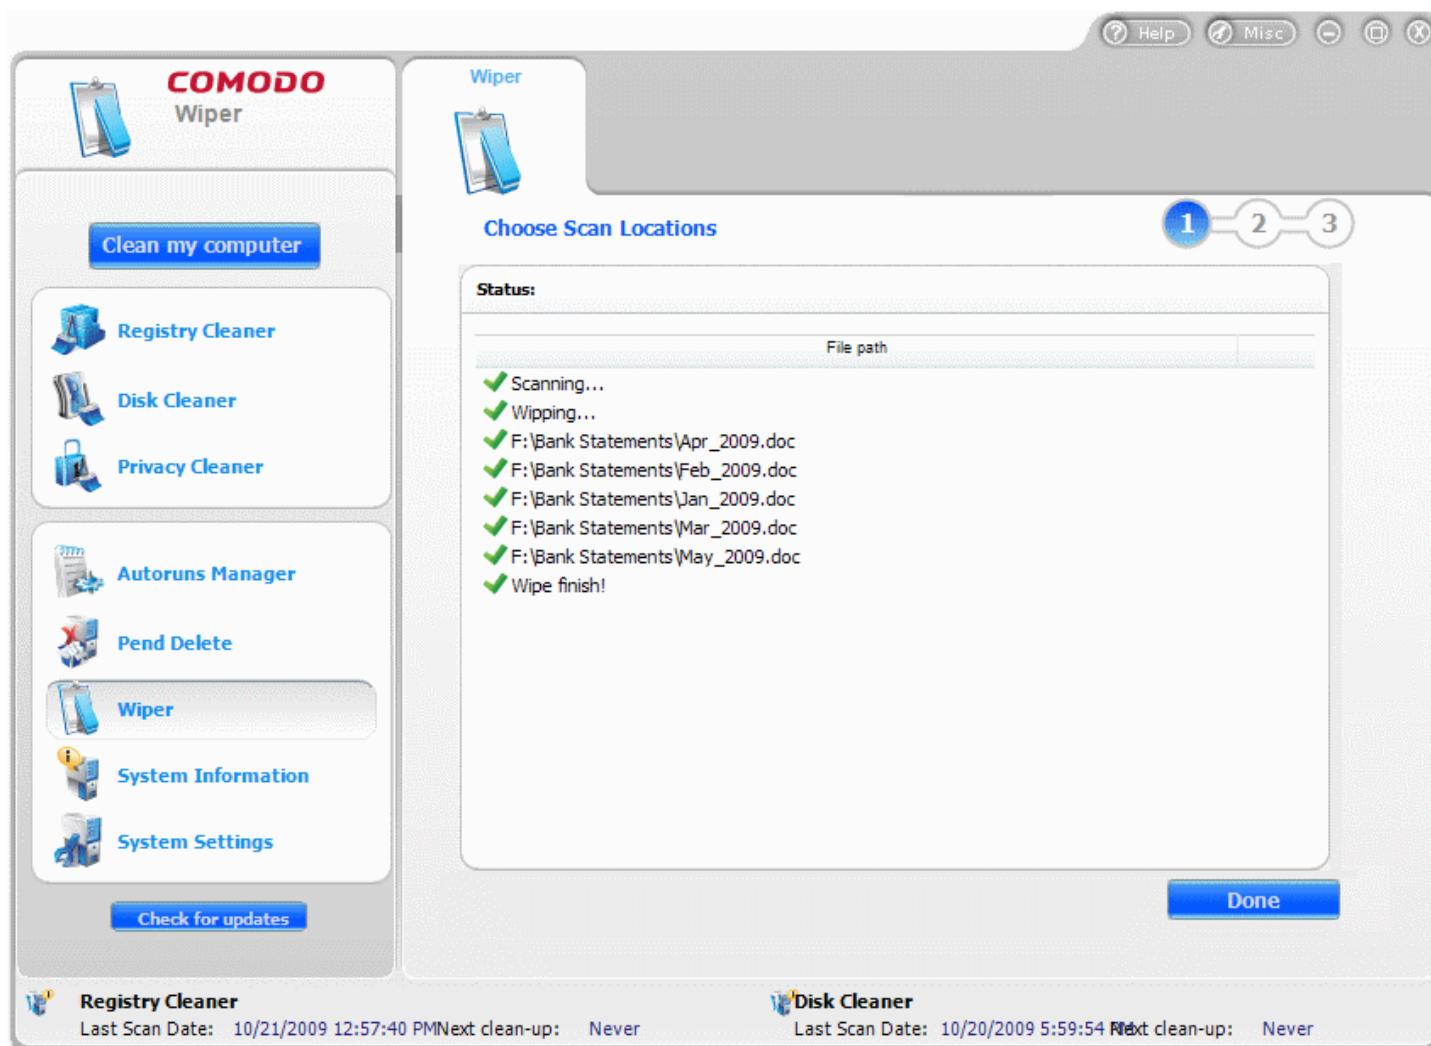 Help Misc
COMODO
Wiper
Wiper
Clean my computer
Registry Cleaner
Disk Cleaner
Privacy Cleaner
Autoruns Manager
Pend Delete
Wiper
System Information
System Settings
Check for updates
Choose Scan Locations
1 2 3
Status:
File path
Scanning...
Wipping...
F:\Bank Statements\Apr_2009.doc
F:\Bank Statements\Feb_2009.doc
F:\Bank Statements\Jan_2009.doc
F:\Bank Statements\Mar_2009.doc
F:\Bank Statements\May_2009.doc
Wipe finish!
Done
Registry Cleaner
Last Scan Date: 10/21/2009 12:57:40 PM Next clean-up: Never
Disk Cleaner
Last Scan Date: 10/20/2009 5:59:54 clean-up: Never